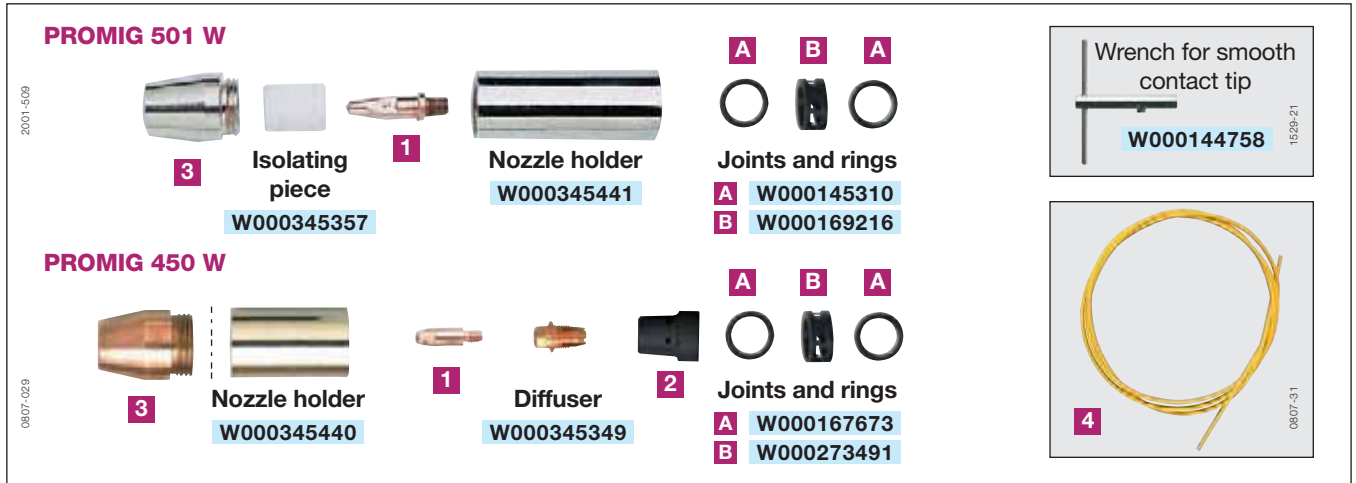 PROMIG 501 W
2001-509
3
Isolating
piece
W000345357
1
Nozzle holder
W000345441
A B A
Joints and rings
A W000145310
B W000169216
PROMIG 450 W
0807-029
3
Nozzle holder
W000345440
1
Diffuser
W000345349
2
A B A
Joints and rings
A W000167673
B W000273491
Wrench for smooth
contact tip
W000144758
1529-21
4
0807-31